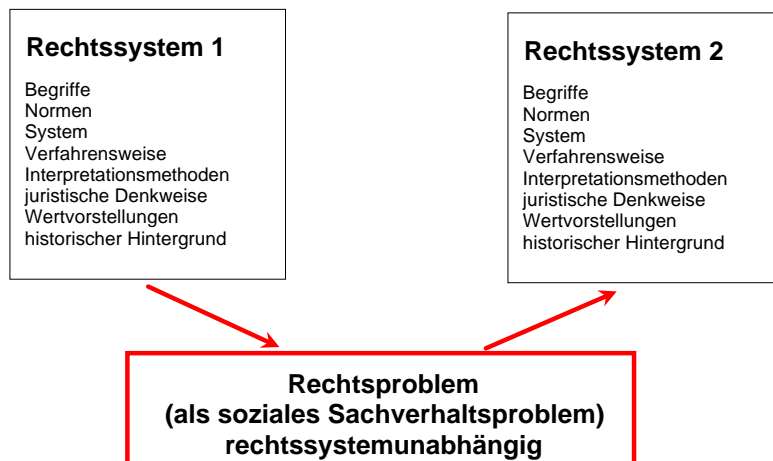 Rechtssystem 1
Begriffe
Normen
System
Verfahrensweise
Interpretationsmethoden
juristische Denkweise
Wertvorstellungen
historischer Hintergrund
Rechtssystem 2
Begriffe
Normen
System
Verfahrensweise
Interpretationsmethoden
juristische Denkweise
Wertvorstellungen
historischer Hintergrund
Rechtsproblem
(als soziales Sachverhaltsproblem)
rechtssystemunabhängig